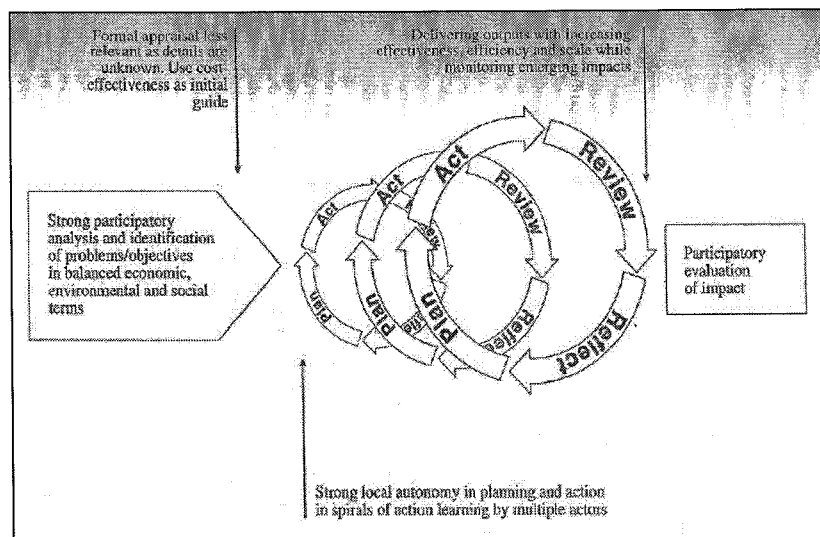 Formal appraisal less
relevant as details are
unknown. Use cost-
effectiveness as initial
guide
Delivering outputs with increasing
effectiveness, efficiency and scale while
monitoring emerging impacts
Strong participatory
analysis and identification
of problems/objectives
in balanced economic,
environmental and social
terms
Act
Plan
Act
Review
Reflect
Plan
Act
Review
Reflect
Plan
Participatory
evaluation
of impact
Strong local autonomy in planning and action
in spirals of action learning by multiple actors